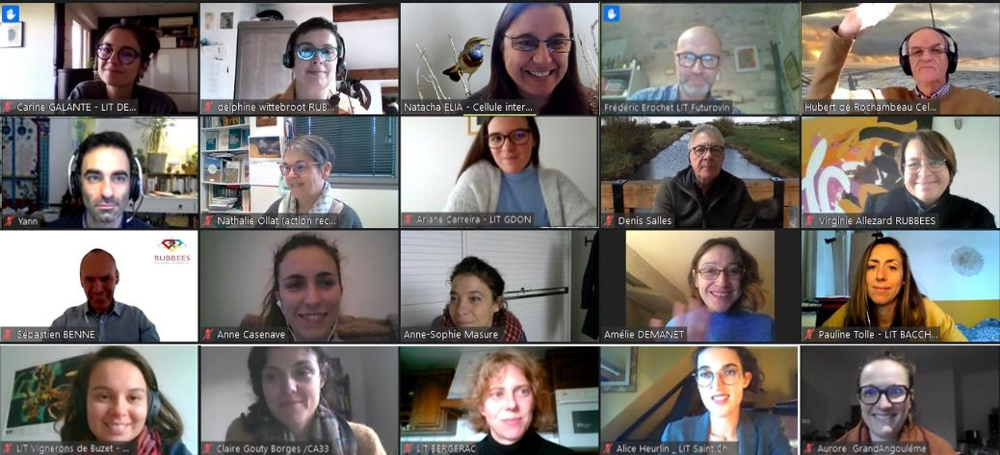 Carine GALANTE - LIT DE...
delphine wittebroot RUB...
Natacha ELIA - Cellule inter...
Frédéric Brochet LIT Futurovin
Hubert de Rochambeau Cel...
Yann
Nathalie Ollat (action rec...
Ariane Carreira - LIT GDON
Denis Salles
Virginie Allezard RUBBEES
RUBBEES
Sébastien BENNE
Anne Casenave
Anne-Sophie Masure
Amélie DEMANET
Pauline Tolle - LIT BACCH...
LIT Vignerons de Buzet - ...
Claire Gouty Borges /CA33
LIT BERGERAC
Alice Heurlin _ LIT Saint Ch...
Aurore_GrandAngoulême